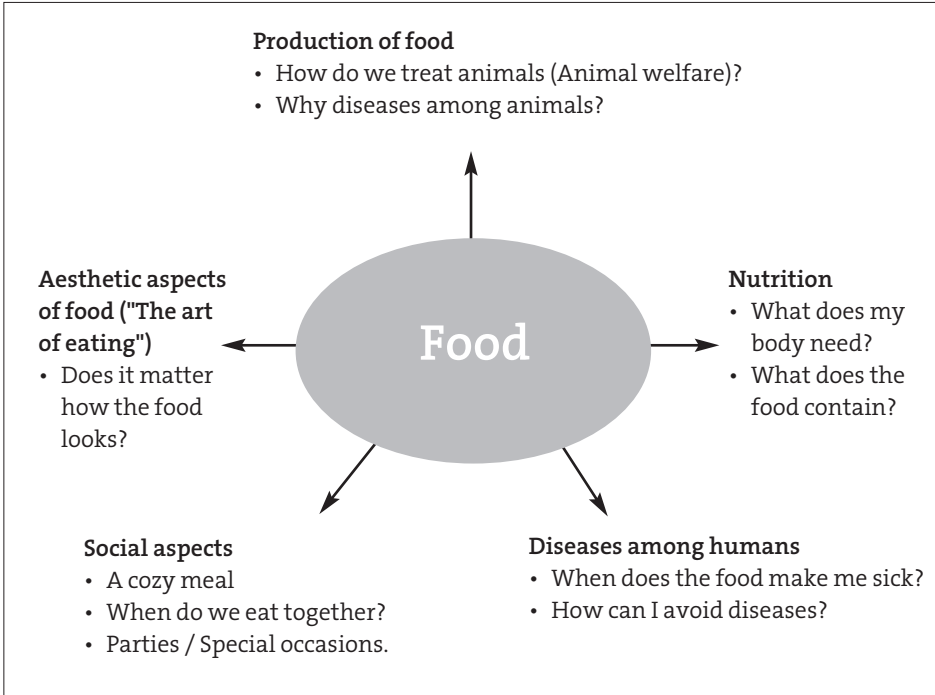 Production of food
• How do we treat animals (Animal welfare)?
• Why diseases among animals?
Aesthetic aspects
of food ("The art
of eating")
• Does it matter
how the food
looks?
Food
Nutrition
• What does my
body need?
• What does the
food contain?
Social aspects
• A cozy meal
• When do we eat together?
• Parties / Special occasions.
Diseases among humans
• When does the food make me sick?
• How can I avoid diseases?